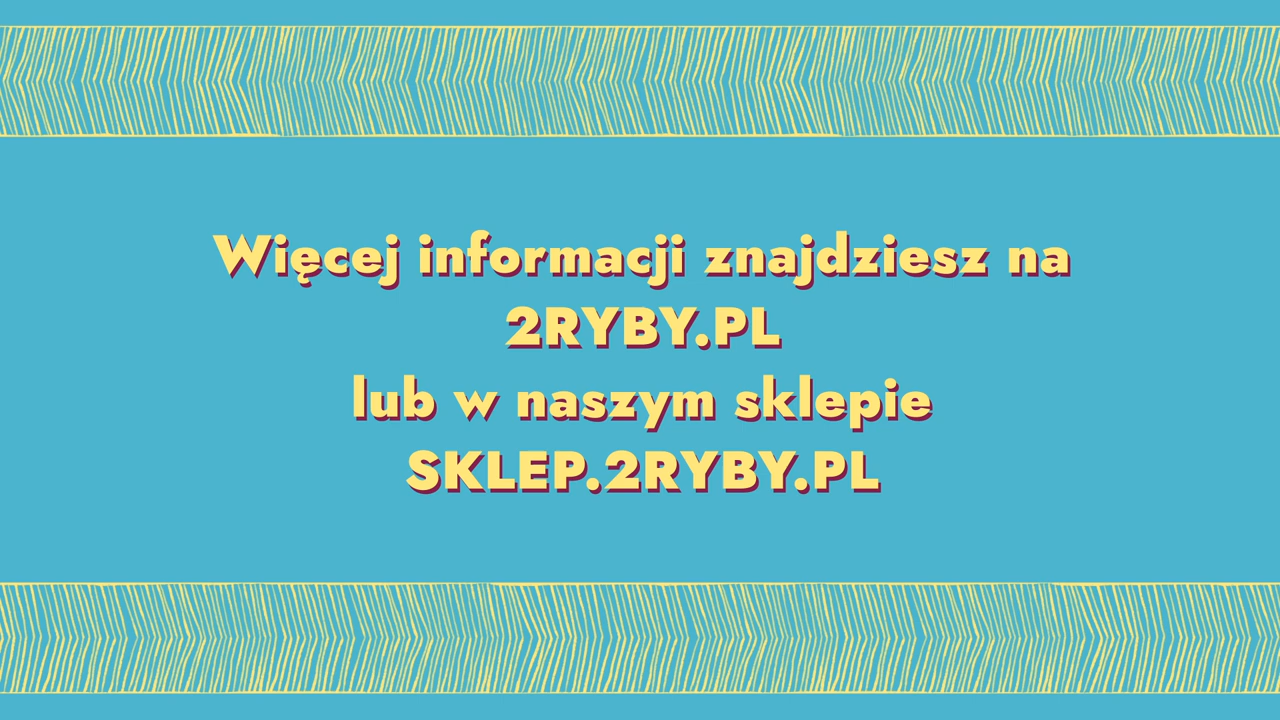 Więcej informacji znajdziesz na
2RYBY.PL
lub w naszym sklepie
SKLEP.2RYBY.PL